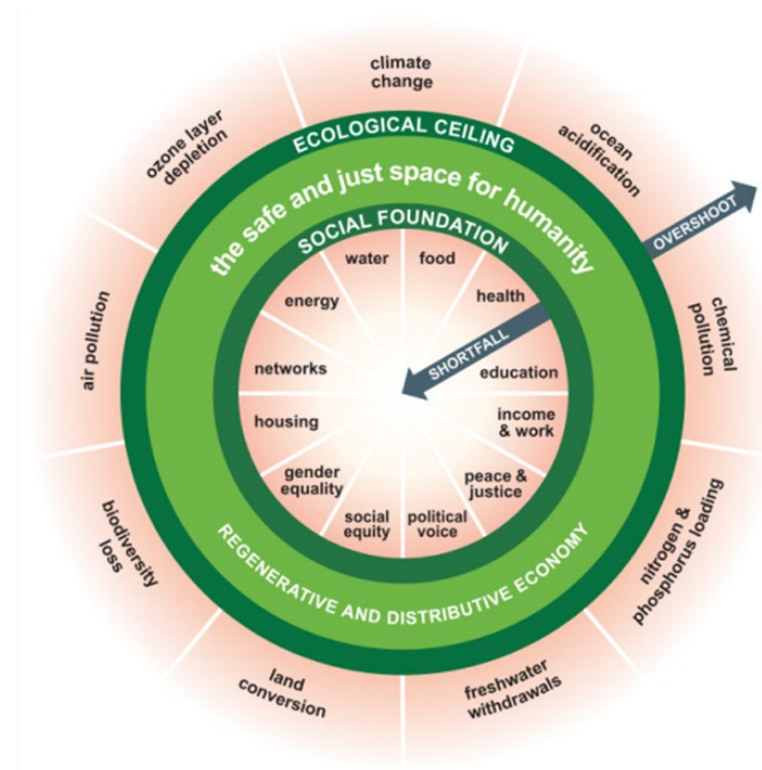 climate
change
ocean
acidification
chemical
pollution
nitrogen &
phosphorus loading
freshwater
withdrawals
land
conversion
biodiversity
loss
air pollution
ozone layer
depletion
ECOLOGICAL CEILING
the safe and just space for humanity
SOCIAL FOUNDATION
OVERSHOOT
SHORTFALL
water
food
health
education
income
& work
peace &
justice
political
voice
social
equity
gender
equality
housing
networks
energy
REGENERATIVE AND DISTRIBUTIVE ECONOMY